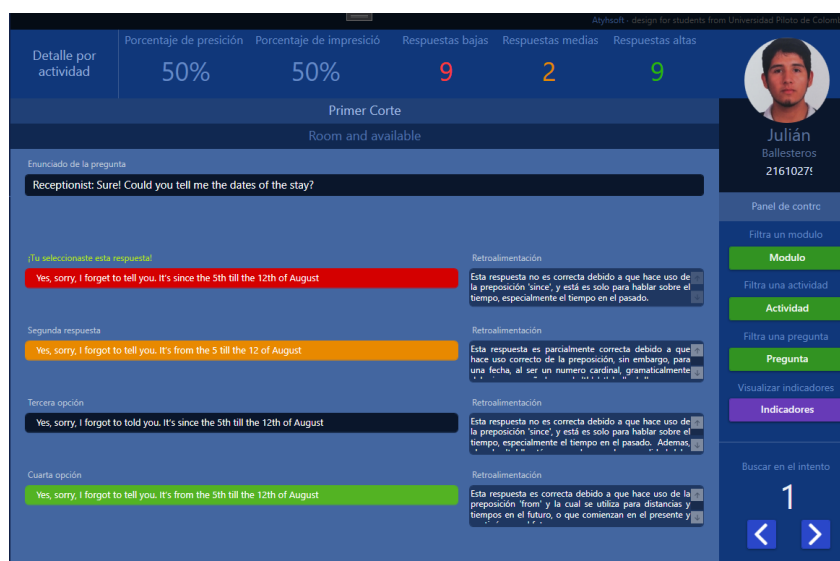 Atyhsoft - design for students from Universidad Piloto de Colomb
Detalle por
actividad
Porcentaje de presición
50%
Porcentaje de impresició
50%
Respuestas bajas
9
Respuestas medias
2
Respuestas altas
9
Primer Corte
Room and available
Enunciado de la pregunta
Receptionist: Sure! Could you tell me the dates of the stay?
¡Tu seleccionaste esta respuesta!
Yes, sorry, I forget to tell you. It's since the 5th till the 12th of August
Retroalimentación
Esta respuesta no es correcta debido a que hace uso de
la preposición 'since', y está es solo para hablar sobre el
tiempo, especialmente el tiempo en el pasado.
Segunda respuesta
Yes, sorry, I forgot to tell you. It's from the 5 till the 12 of August
Retroalimentación
Esta respuesta es parcialmente correcta debido a que
hace uso correcto de la preposición, sin embargo, para
una fecha, al ser un numero cardinal, gramaticalmente
Tercera opción
Yes, sorry, I forgot to told you. It's since the 5th till the 12th of August
Retroalimentación
Esta respuesta no es correcta debido a que hace uso de
la preposición 'since', y está es solo para hablar sobre el
tiempo, especialmente el tiempo en el pasado. Ademas,
Cuarta opción
Yes, sorry, I forgot to tell you. It's from the 5th till the 12th of August
Retroalimentación
Esta respuesta es correcta debido a que hace uso de la
preposición 'from' y la cual se utiliza para distancias y
tiempos en el futuro, o que comienzan en el presente y
Julián
Ballesteros
2161027
Panel de contrc
Filtra un modulo
Modulo
Filtra una actividad
Actividad
Filtra una pregunta
Pregunta
Visualizar indicadores
Indicadores
Buscar en el intento
1